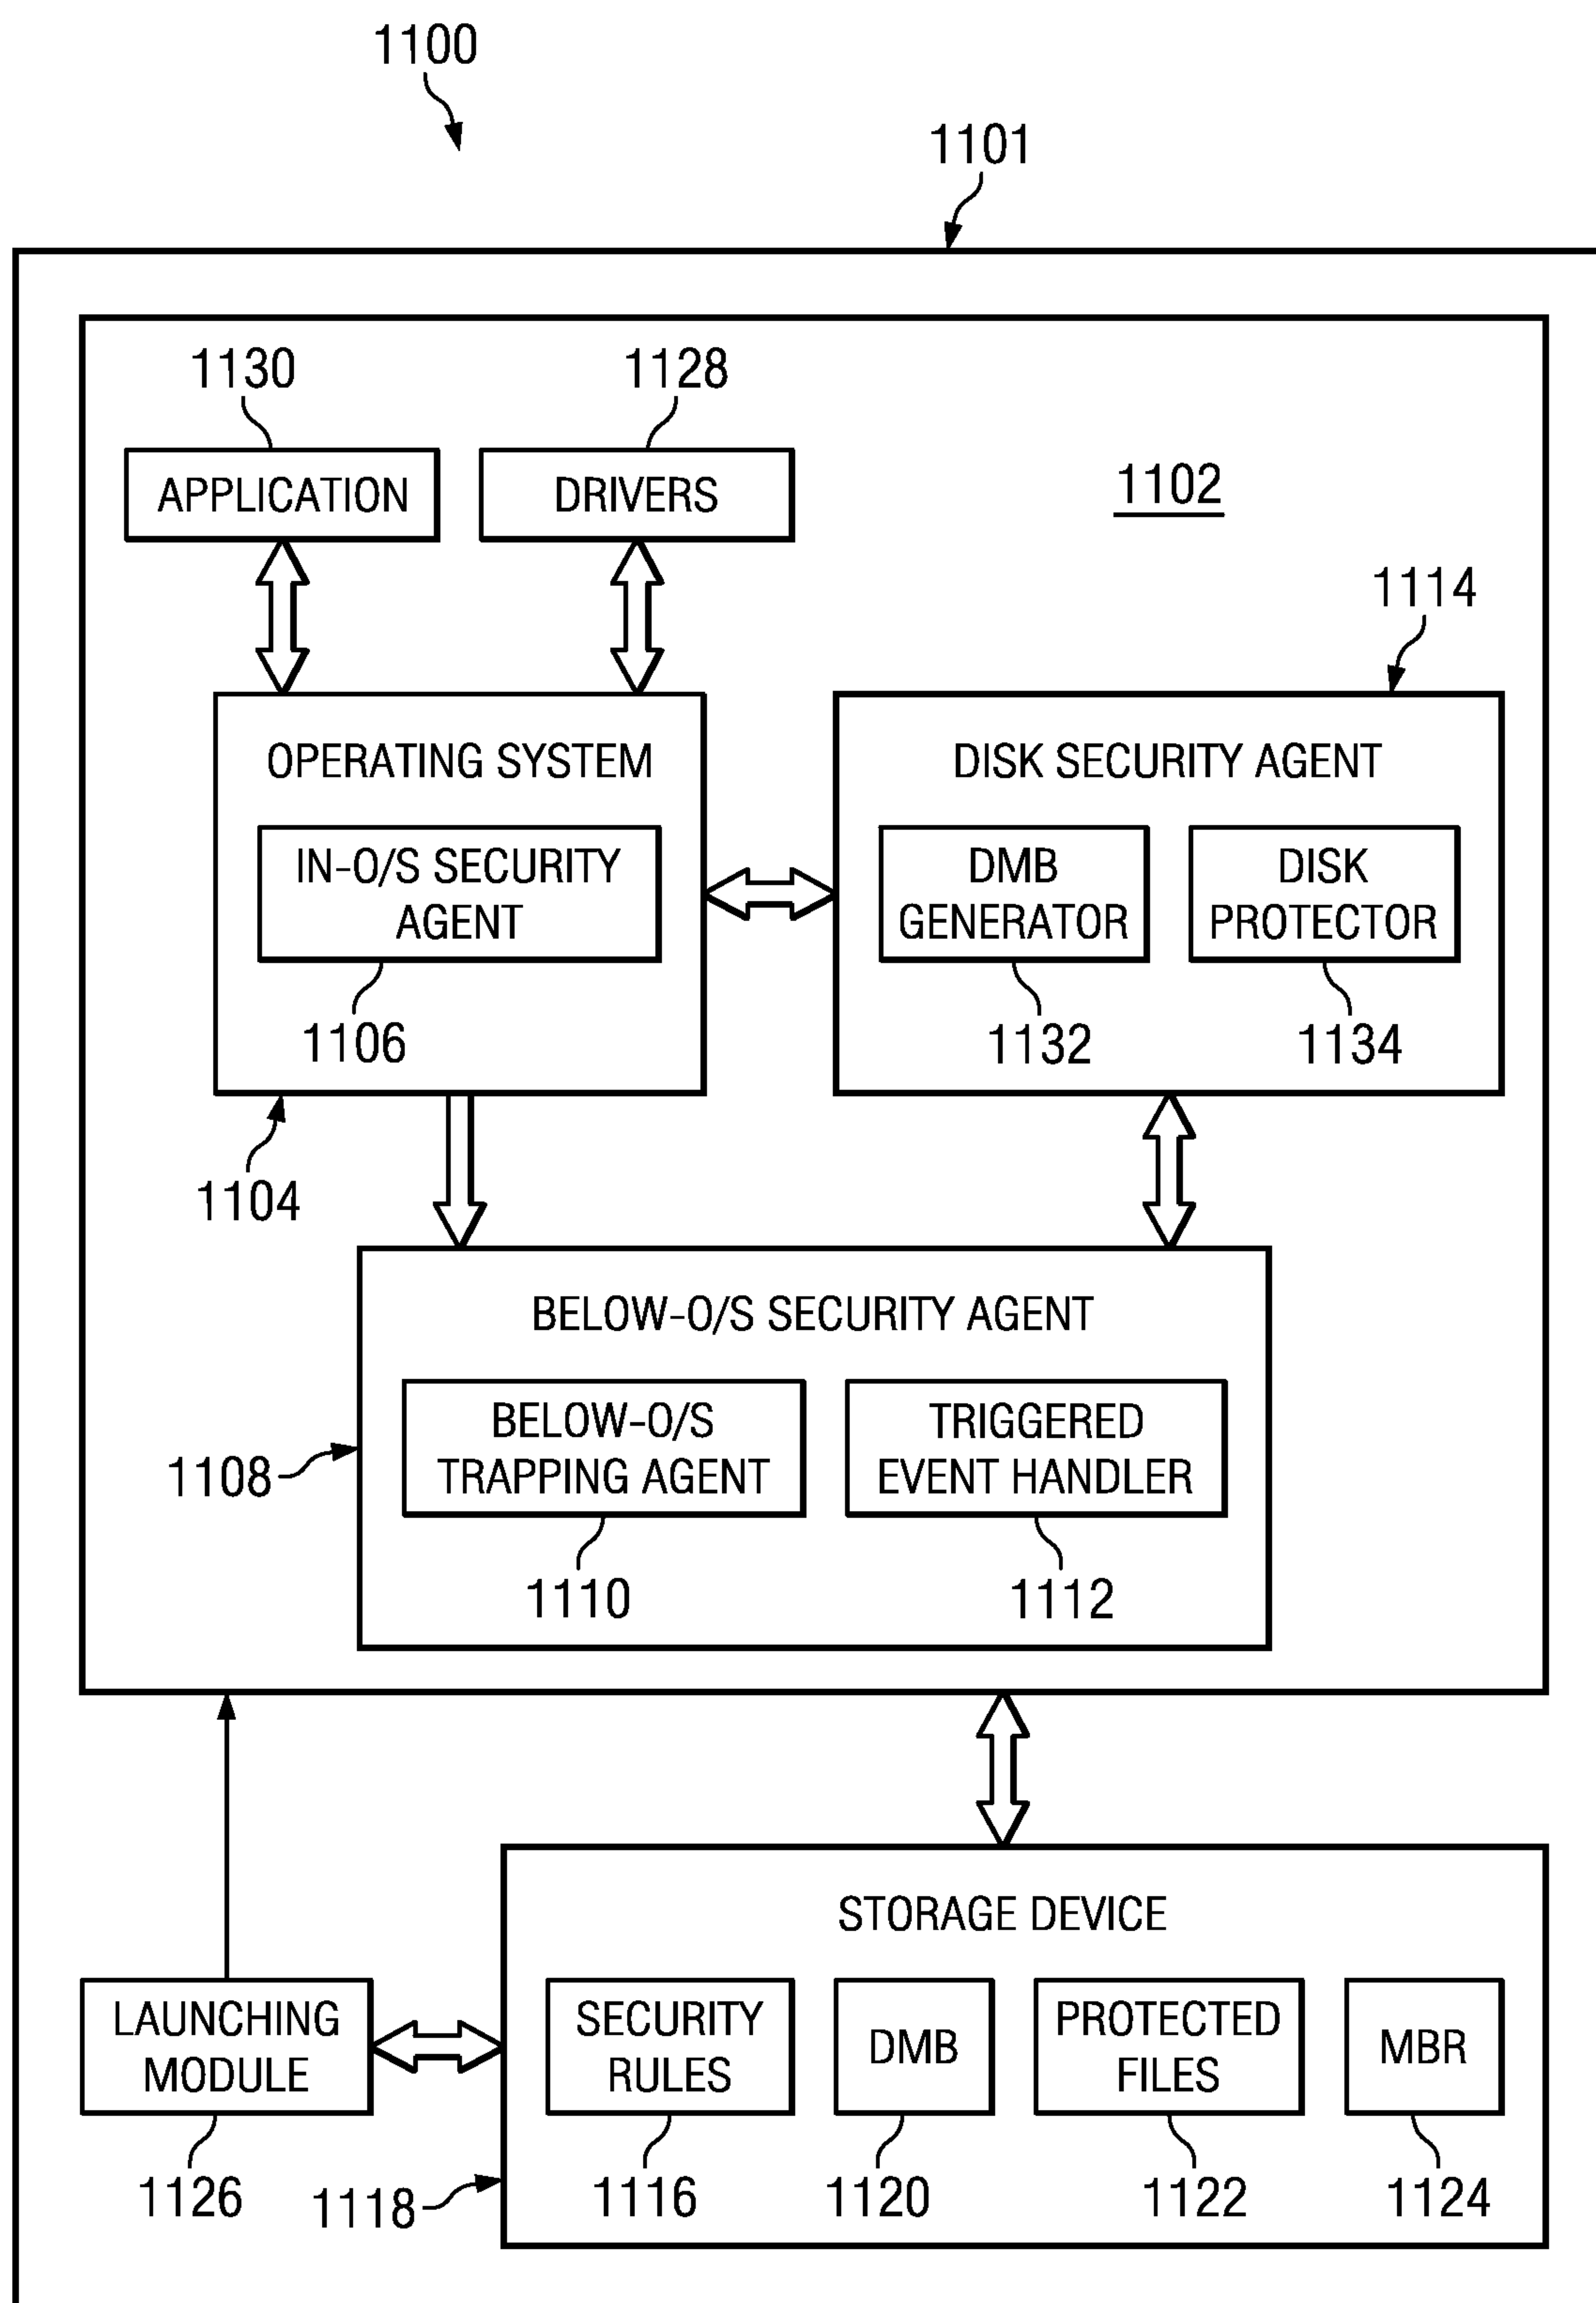 1100
1101
1130
1128
APPLICATION
DRIVERS
1102
1114
OPERATING SYSTEM
IN-O/S SECURITY
AGENT
1106
1104
DISK SECURITY AGENT
DMB
GENERATOR
DISK
PROTECTOR
1132
1134
BELOW-O/S SECURITY AGENT
BELOW-O/S
TRAPPING AGENT
TRIGGERED
EVENT HANDLER
1108
1110
1112
STORAGE DEVICE
LAUNCHING
MODULE
SECURITY
RULES
DMB
PROTECTED
FILES
MBR
1126
1118
1116
1120
1122
1124